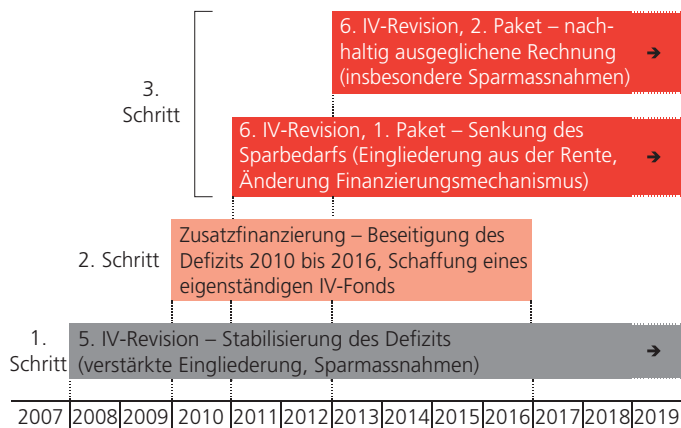 6. IV-Revision, 2. Paket – nach-
haltig ausgeglichene Rechnung
(insbesondere Sparmassnahmen)
3.
Schritt
6. IV-Revision, 1. Paket – Senkung des
Sparbedarfs (Eingliederung aus der Rente,
Änderung Finanzierungsmechanismus)
2. Schritt
Zusatzfinanzierung – Beseitigung des
Defizits 2010 bis 2016, Schaffung eines
eigenständigen IV-Fonds
1.
Schritt
5. IV-Revision – Stabilisierung des Defizits
(verstärkte Eingliederung, Sparmassnahmen)
2007 2008 2009 2010 2011 2012 2013 2014 2015 2016 2017 2018 2019